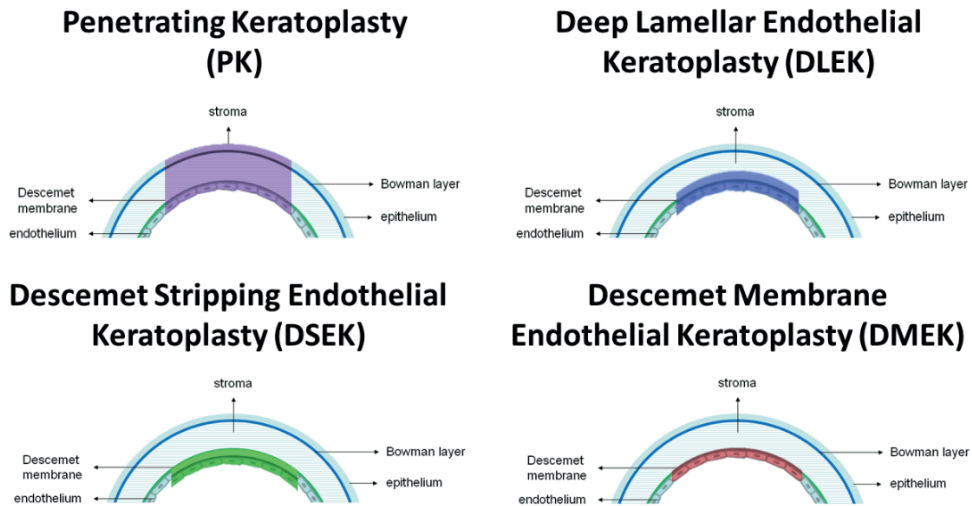 Penetrating Keratoplasty
(PK)
stroma
Descemet
membrane
endothelium
Bowman layer
epithelium
Deep Lamellar Endothelial
Keratoplasty (DLEK)
stroma
Descemet
membrane
endothelium
Bowman layer
epithelium
Descemet Stripping Endothelial
Keratoplasty (DSEK)
stroma
Descemet
membrane
endothelium
Bowman layer
epithelium
Descemet Membrane
Endothelial Keratoplasty (DMEK)
stroma
Descemet
membrane
endothelium
Bowman layer
epithelium